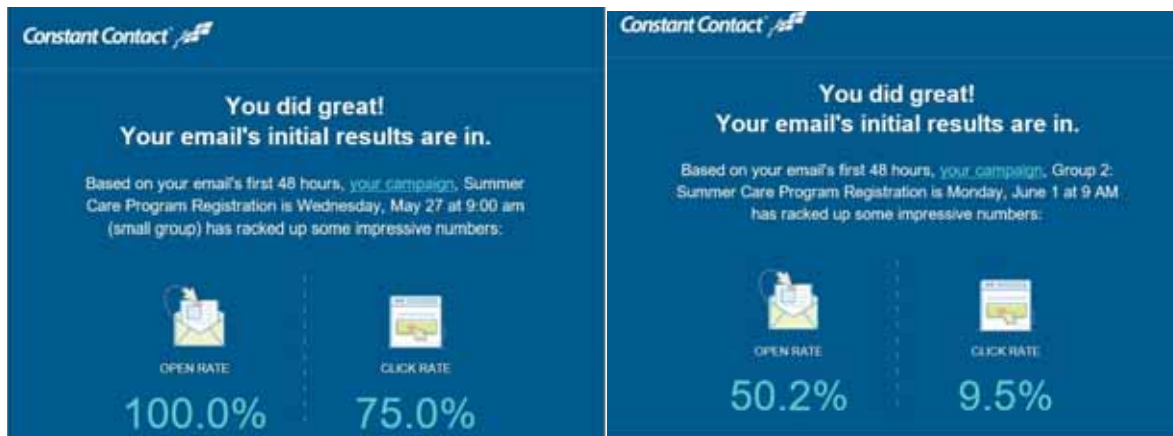 Constant Contact
You did great!
Your email's initial results are in.
Based on your email's first 48 hours, your campaign, Summer
Care Program Registration is Wednesday, May 27 at 9:00 am
(small group) has racked up some impressive numbers:
OPEN RATE
CLICK RATE
100.0%
75.0%
Constant Contact
You did great!
Your email's initial results are in.
Based on your email's first 48 hours, your campaign, Group 2:
Summer Care Program Registration is Monday, June 1 at 9 AM
has racked up some impressive numbers:
OPEN RATE
CLICK RATE
50.2%
9.5%